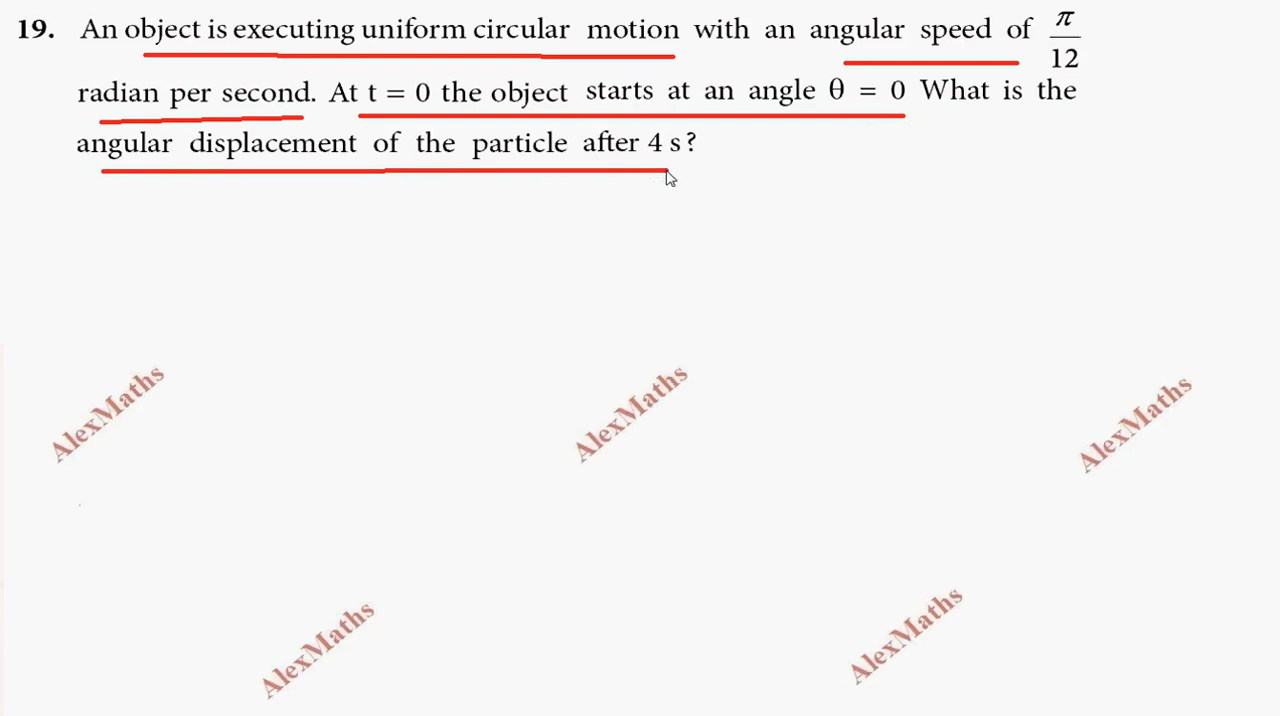 19. An object is executing uniform circular motion with an angular speed of π/12
radian per second. At t = 0 the object starts at an angle θ = 0 What is the
angular displacement of the particle after 4 s?
AlexMaths
AlexMaths
AlexMaths
AlexMaths
AlexMaths